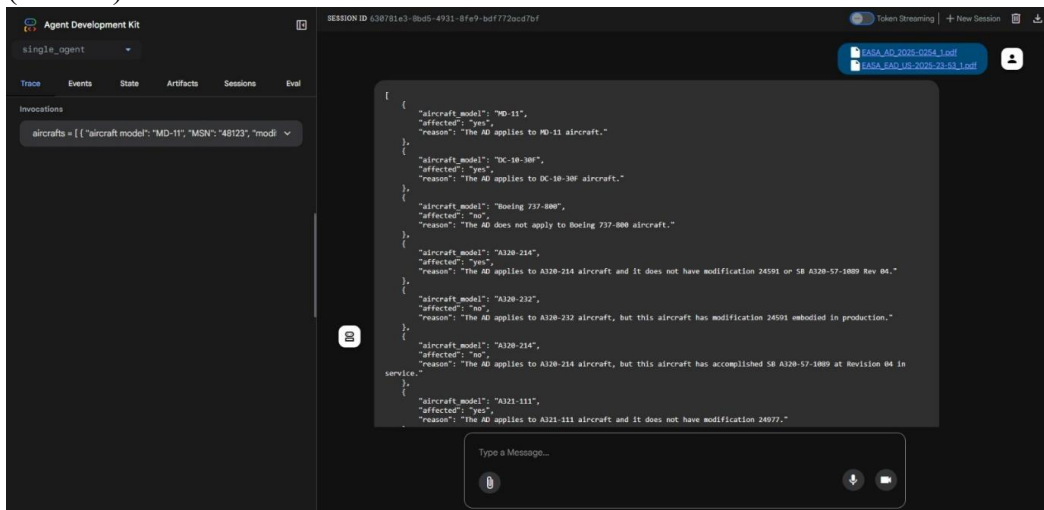 Agent Development Kit
single_agent
Trace Events State Artifacts Sessions Eval
Invocations
aircrafts = [ { "aircraft model": "MD-11", "MSN": "48123", "modif
SESSION ID 630781e3-8bd5-4931-8fe9-bdf772acd7bf
Token Streaming
+ New Session
EASA_AD_2025-0254_1.pdf
EASA_EAD_US-2025-23-53_1.pdf
[
{
"aircraft_model": "MD-11",
"affected": "yes",
"reason": "The AD applies to MD-11 aircraft."
},
{
"aircraft_model": "DC-10-30F",
"affected": "yes",
"reason": "The AD applies to DC-10-30F aircraft."
},
{
"aircraft_model": "Boeing 737-800",
"affected": "no",
"reason": "The AD does not apply to Boeing 737-800 aircraft."
},
{
"aircraft_model": "A320-214",
"affected": "yes",
"reason": "The AD applies to A320-214 aircraft and it does not have modification 24591 or SB A320-57-1089 Rev 04."
},
{
"aircraft_model": "A320-232",
"affected": "no",
"reason": "The AD applies to A320-232 aircraft, but this aircraft has modification 24591 embodied in production."
},
{
"aircraft_model": "A320-214",
"affected": "no",
"reason": "The AD applies to A320-214 aircraft, but this aircraft has accomplished SB A320-57-1089 at Revision 04 in
service."
},
{
"aircraft_model": "A321-111",
"affected": "yes",
"reason": "The AD applies to A321-111 aircraft and it does not have modification 24977."
Type a Message...